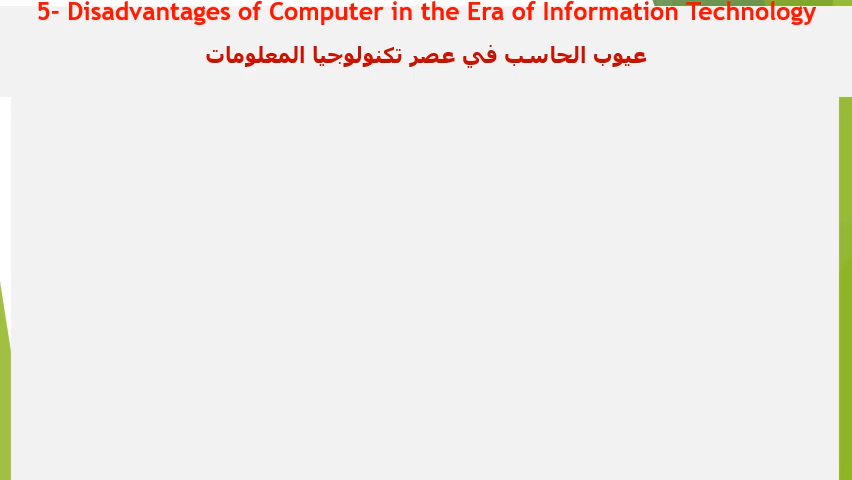 5- Disadvantages of Computer in the Era of Information Technology
عيوب الحاسب في عصر تكنولوجيا المعلومات